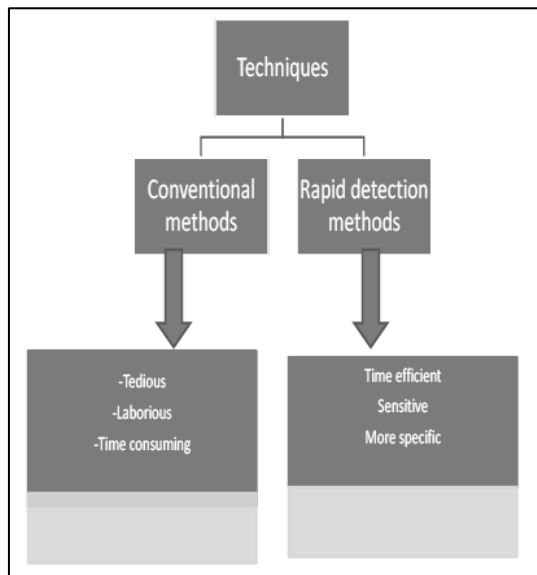 Techniques
Conventional
methods
Rapid detection
methods
-Tedious
-Laborious
-Time consuming
Time efficient
Sensitive
More specific